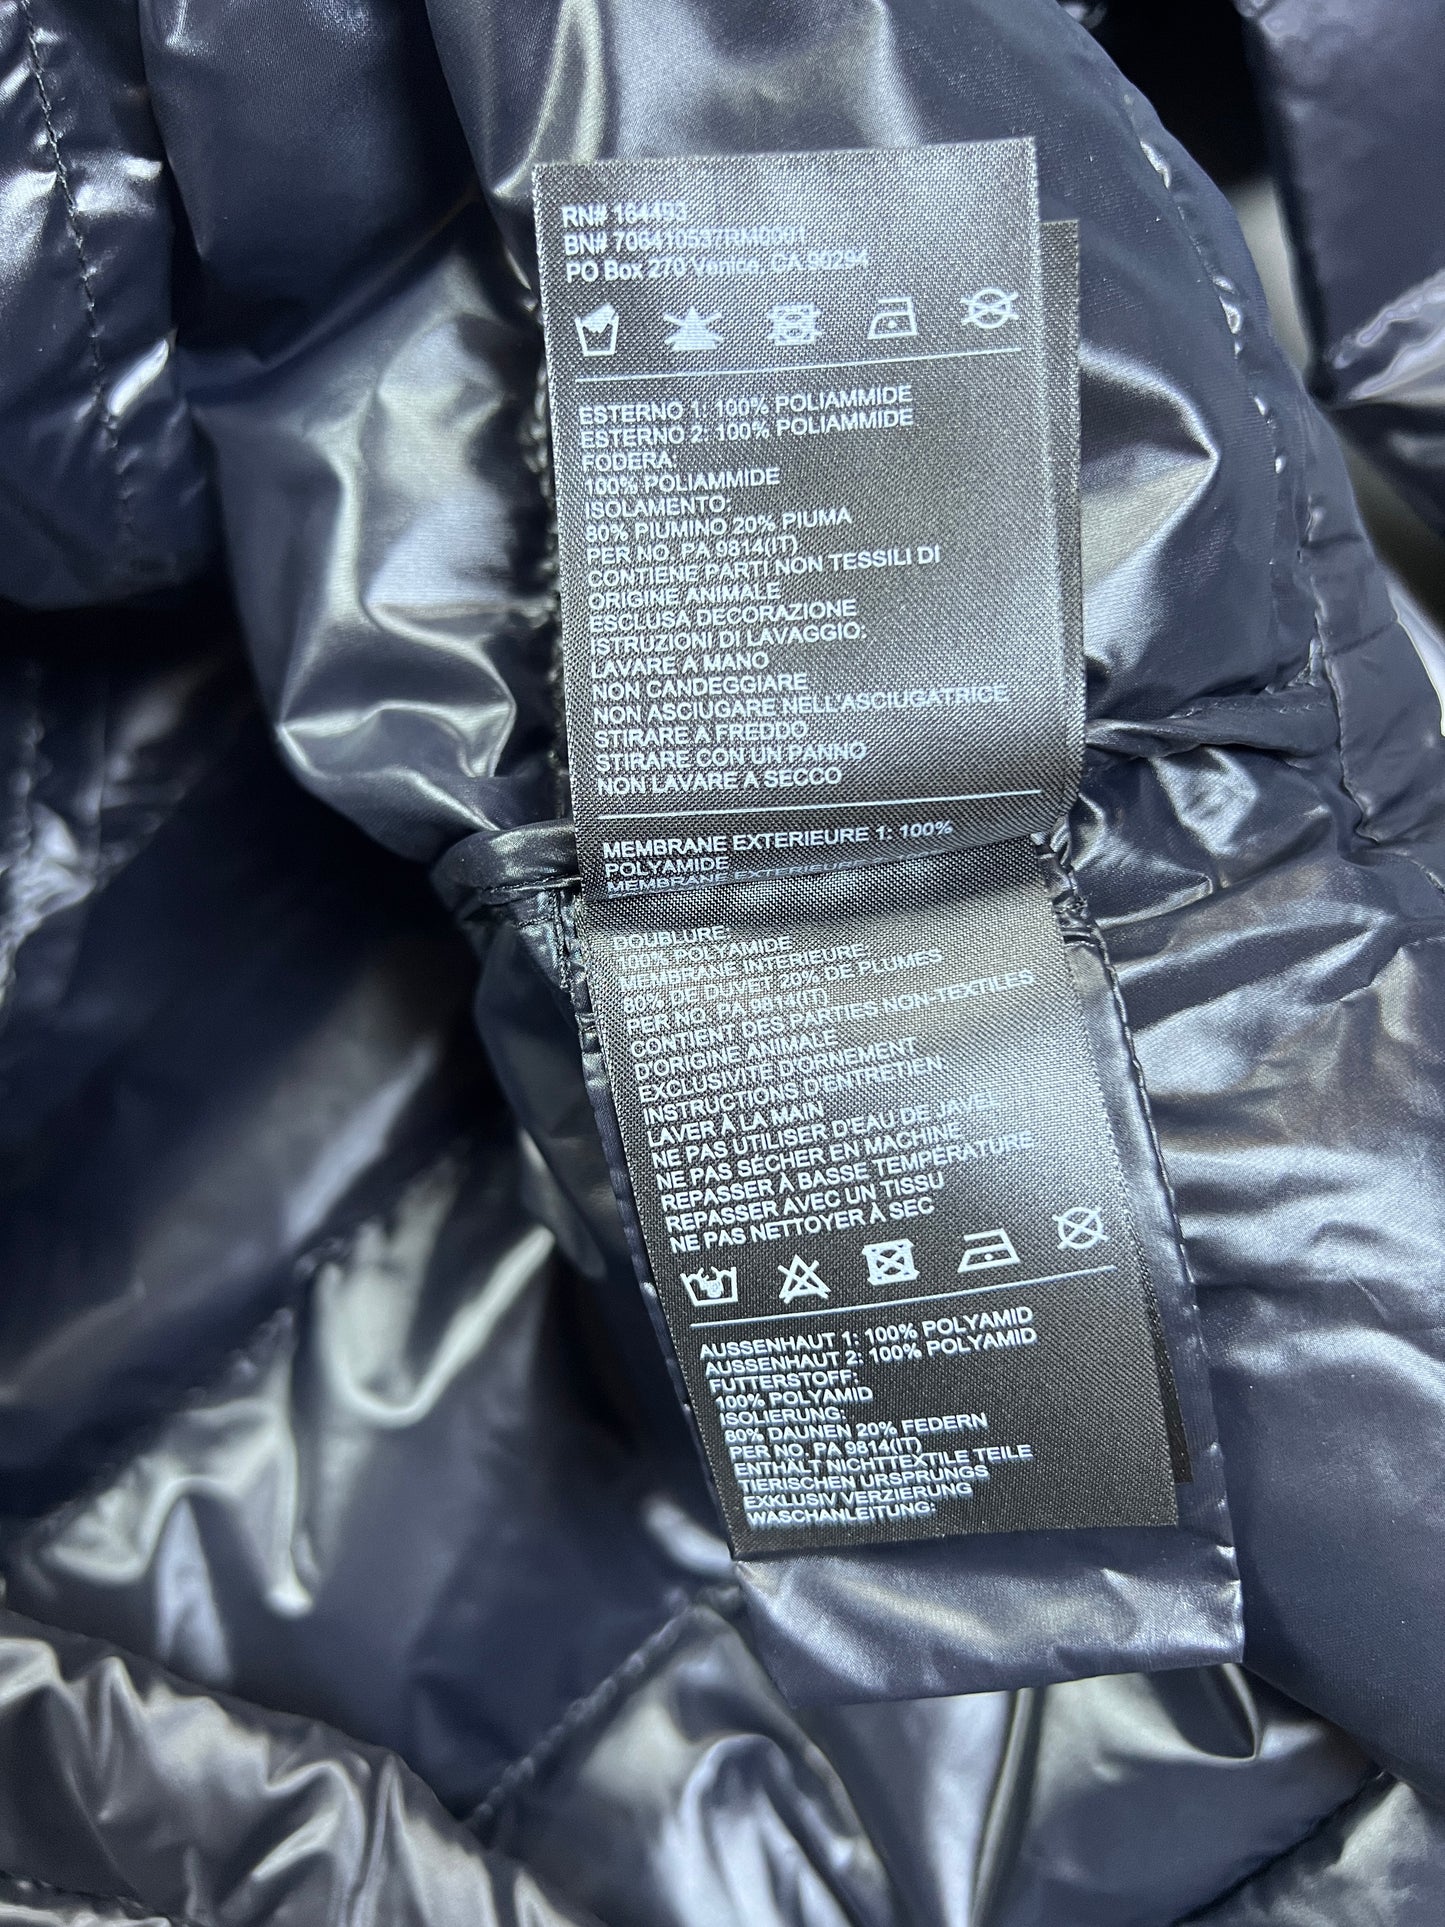 RN# 164493
BN# 706410537RM0001
PO Box 270 Venice, CA 90294
ESTERNO 1: 100% POLIAMMIDE
ESTERNO 2: 100% POLIAMMIDE
FODERA
100% POLIAMMIDE
ISOLAMENTO:
80% PIUMINO 20% PIUMA
PER NO. PA 9814(IT)
CONTIENE PARTI NON TESSILI DI
ORIGINE ANIMALE
ESCLUSA DECORAZIONE
ISTRUZIONI DI LAVAGGIO:
LAVARE A MANO
NON CANDEGGIARE
NON ASCIUGARE NELL'ASCIUGATRICE
STIRARE A FREDDO
STIRARE CON UN PANNO
NON LAVARE A SECCO
MEMBRANE EXTERIEURE 1: 100%
POLYAMIDE
MEMBRANE EXTERIEURE
DOUBLURE:
100% POLYAMIDE
MEMBRANE INTERIEURE
80% DE DUVET 20% DE PLUMES
PER NO. PA 9814(IT)
CONTIENT DES PARTIES NON-TEXTILES
D'ORIGINE ANIMALE
EXCLUSIVITE D'ORNEMENT
INSTRUCTIONS D'ENTRETIEN:
LAVER À LA MAIN
NE PAS UTILISER D'EAU DE JAVEL
NE PAS SECHER EN MACHINE
REPASSER À BASSE TEMPÉRATURE
REPASSER AVEC UN TISSU
NE PAS NETTOYER À SEC
AUSSENHAUT 1: 100% POLYAMID
AUSSENHAUT 2: 100% POLYAMID
FUTTERSTOFF:
100% POLYAMID
ISOLIERUNG:
80% DAUNEN 20% FEDERN
PER NO. PA 9814(IT)
ENTHÄLT NICHTTEXTILE TEILE
TIERISCHEN URSPRUNGS
EXKLUSIV VERZIERUNG
WASCHANLEITUNG: